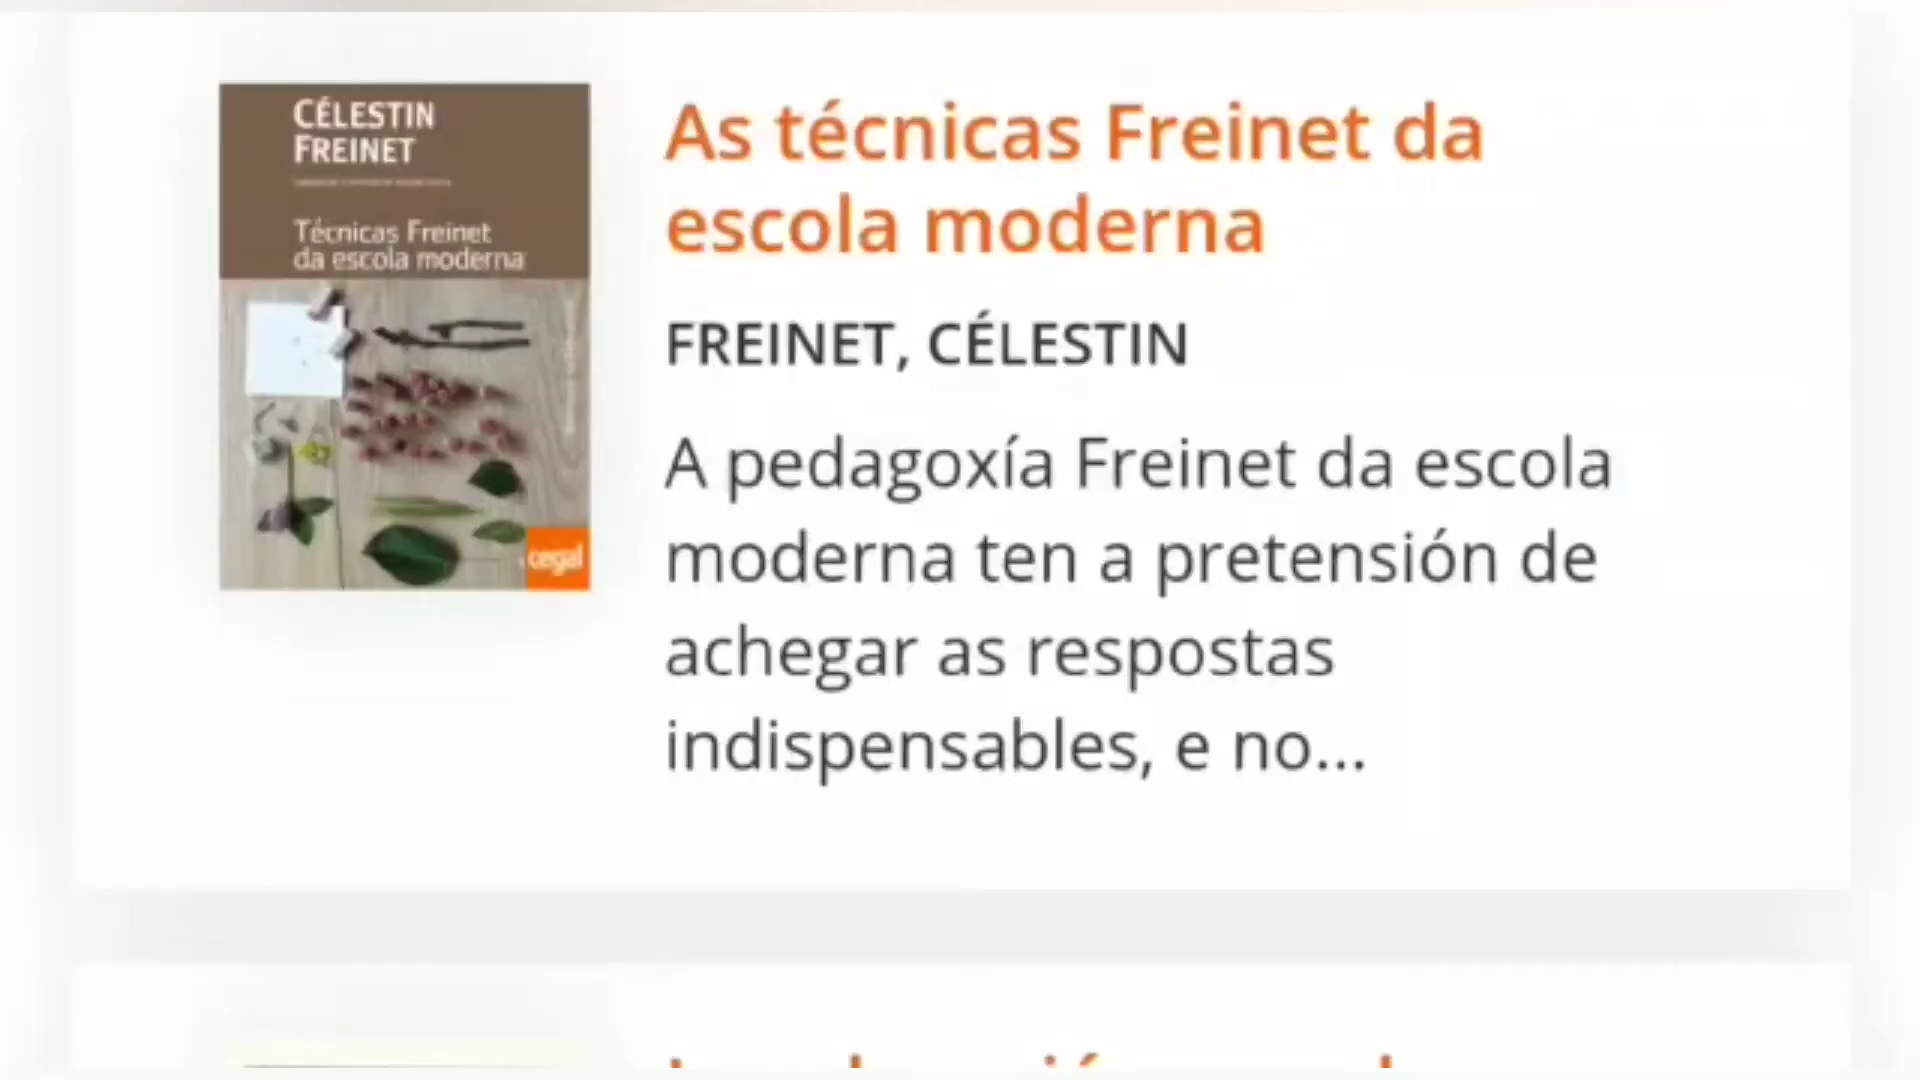 CÉLESTIN
FREINET
Técnicas Freinet
da escola moderna
cegal
As técnicas Freinet da
escola moderna
FREINET, CÉLESTIN
A pedagoxía Freinet da escola
moderna ten a pretensión de
achegar as respostas
indispensables, e no...